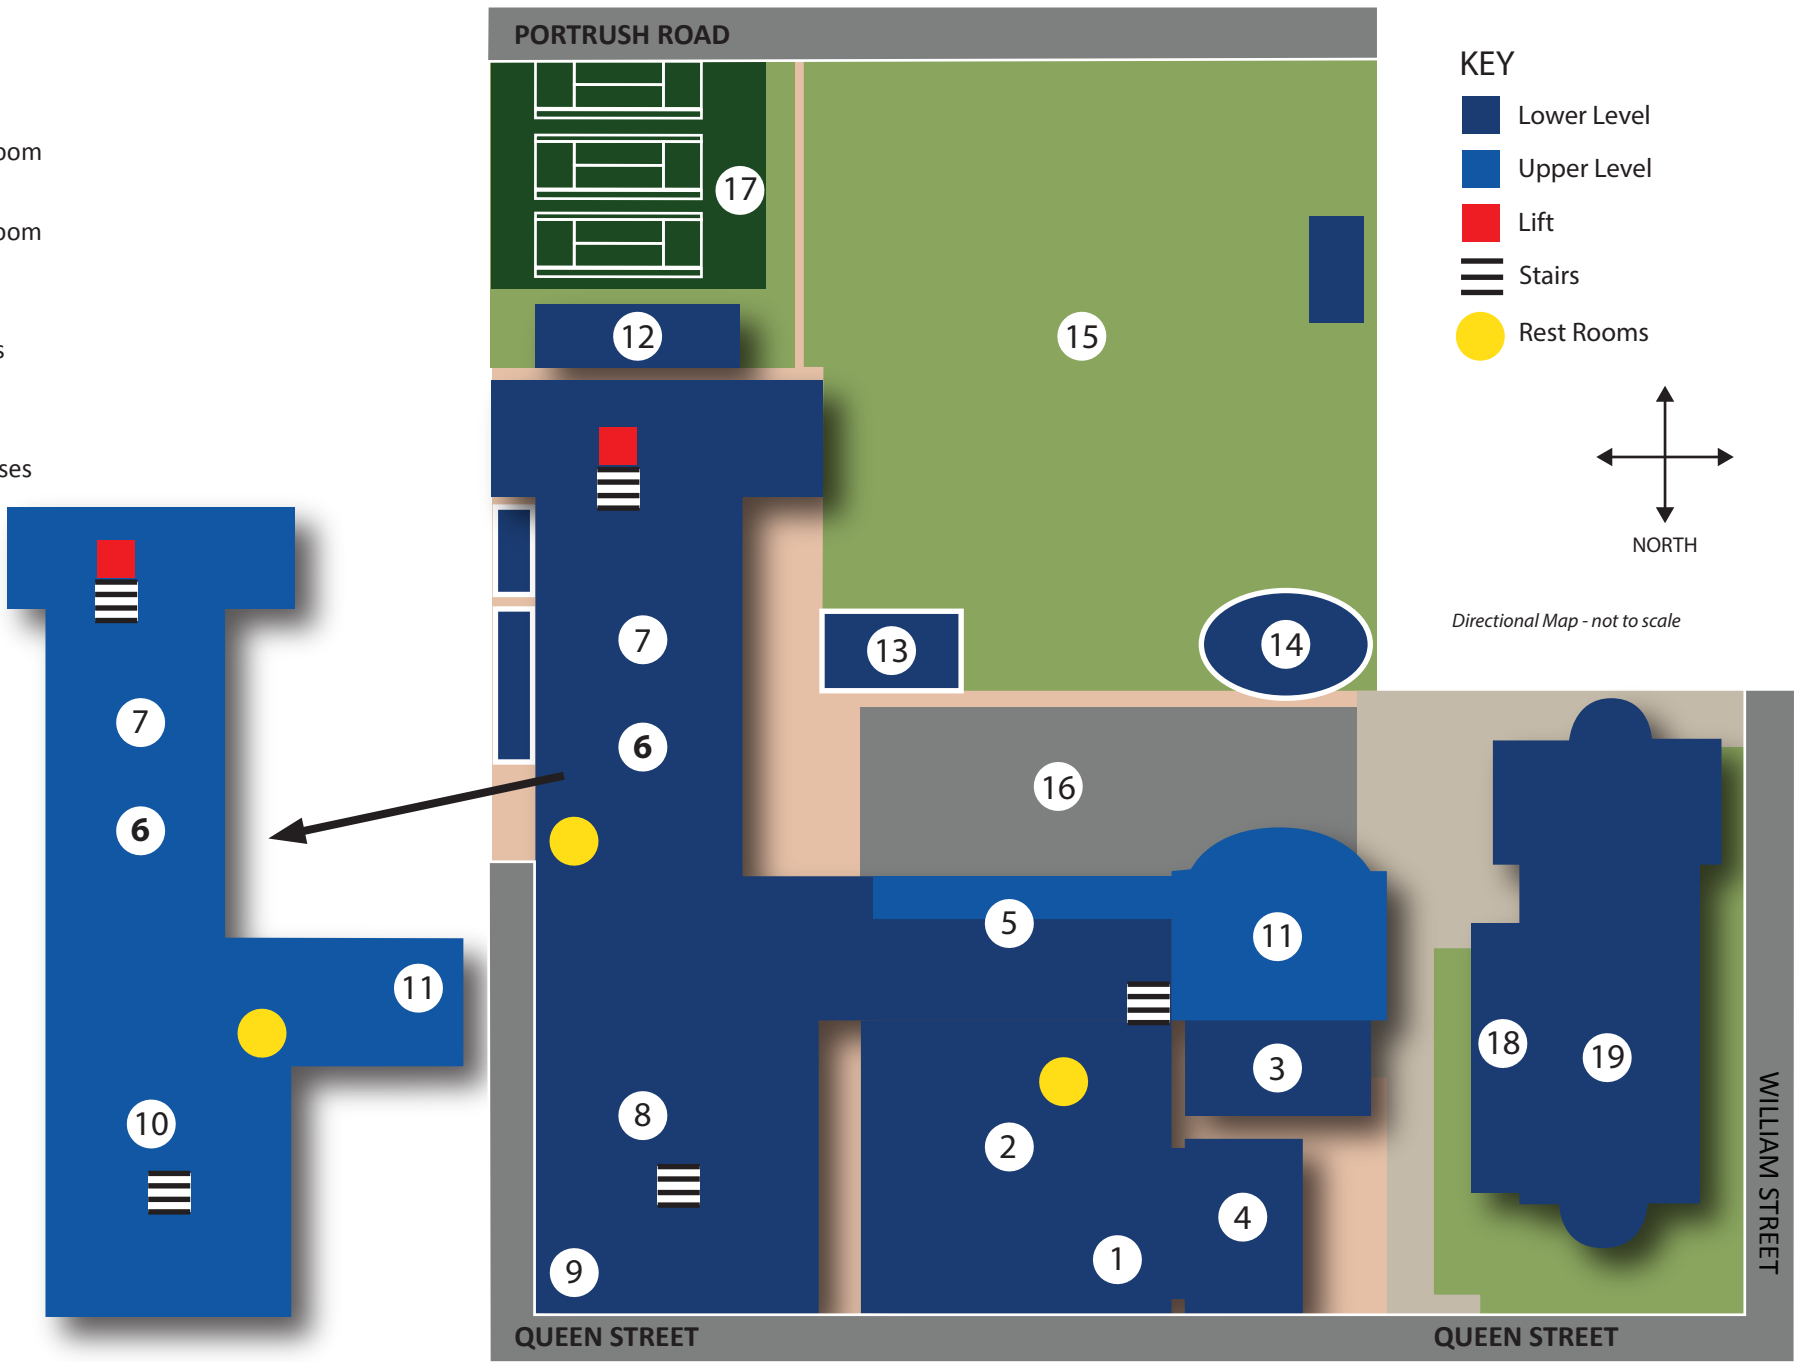 PORTRUSH ROAD
KEY
Lower Level
Upper Level
Lift
Stairs
Rest Rooms
NORTH
Directional Map - not to scale
17
12
15
7
13
14
6
16
5
11
3
18
19
8
2
4
1
9
7
6
11
10
WILLIAM STREET
QUEEN STREET
QUEEN STREET